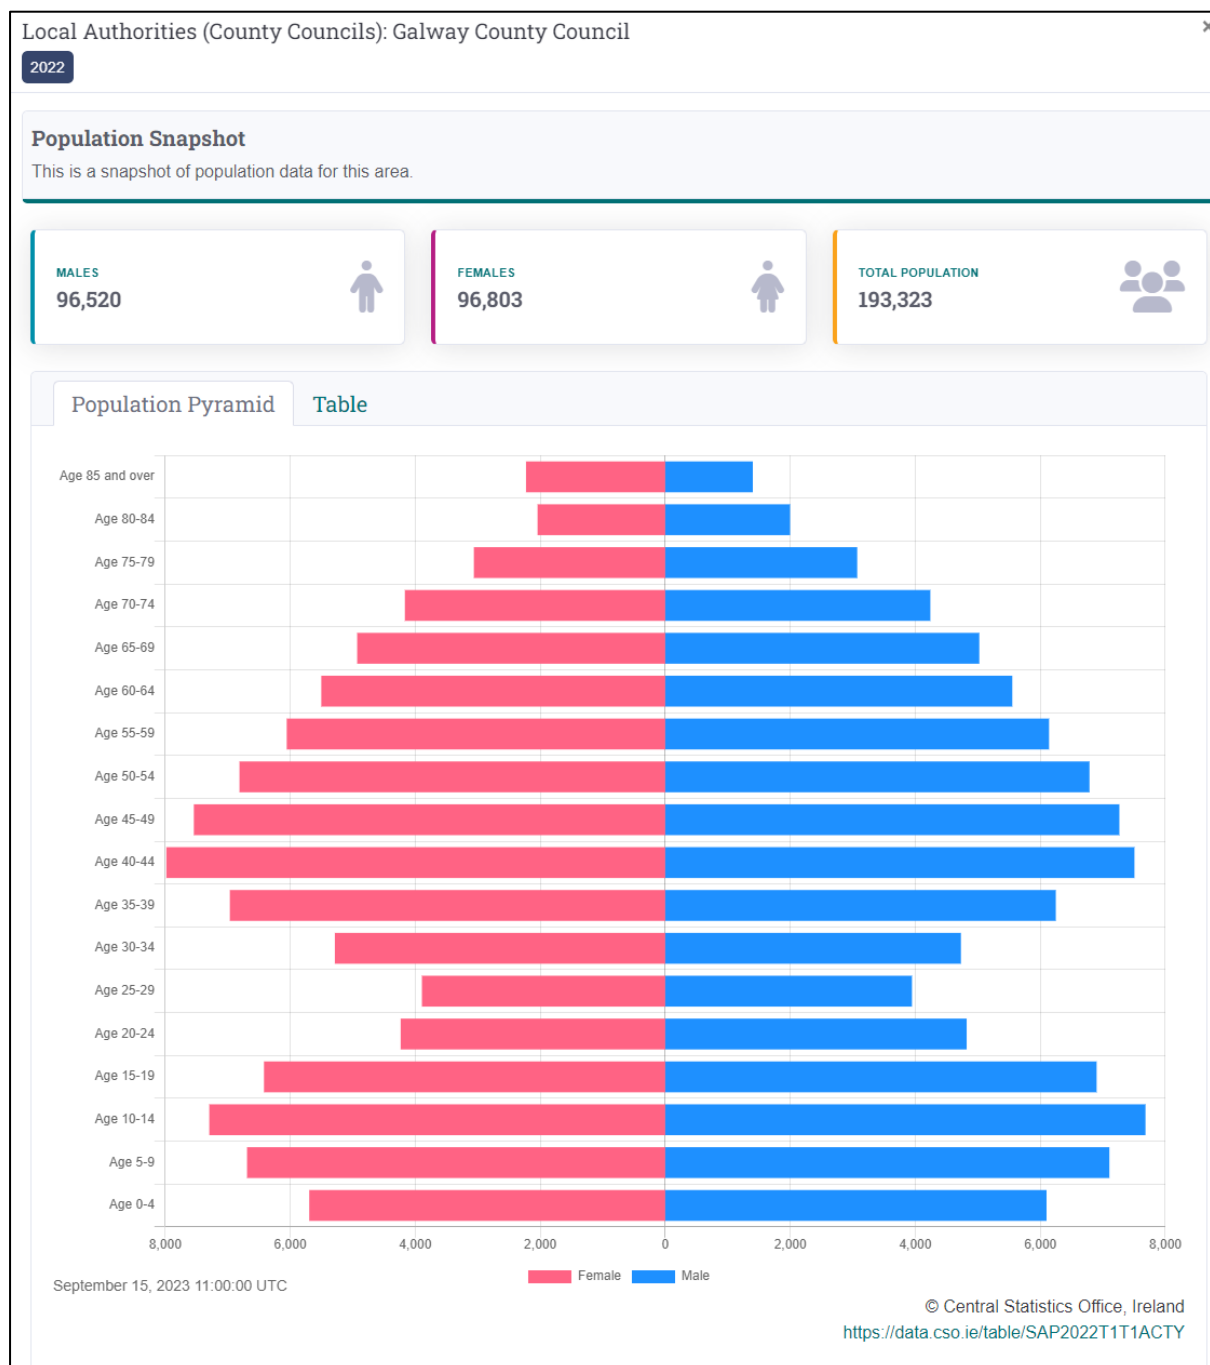 Local Authorities (County Councils): Galway County Council
×
2022
Population Snapshot
This is a snapshot of population data for this area.
MALES
96,520
FEMALES
96,803
TOTAL POPULATION
193,323
Population Pyramid Table
Age 85 and over
Age 80-84
Age 75-79
Age 70-74
Age 65-69
Age 60-64
Age 55-59
Age 50-54
Age 45-49
Age 40-44
Age 35-39
Age 30-34
Age 25-29
Age 20-24
Age 15-19
Age 10-14
Age 5-9
Age 0-4
8,000 6,000 4,000 2,000 0 2,000 4,000 6,000 8,000
Female Male
September 15, 2023 11:00:00 UTC
© Central Statistics Office, Ireland
https://data.cso.ie/table/SAP2022T1T1ACTY